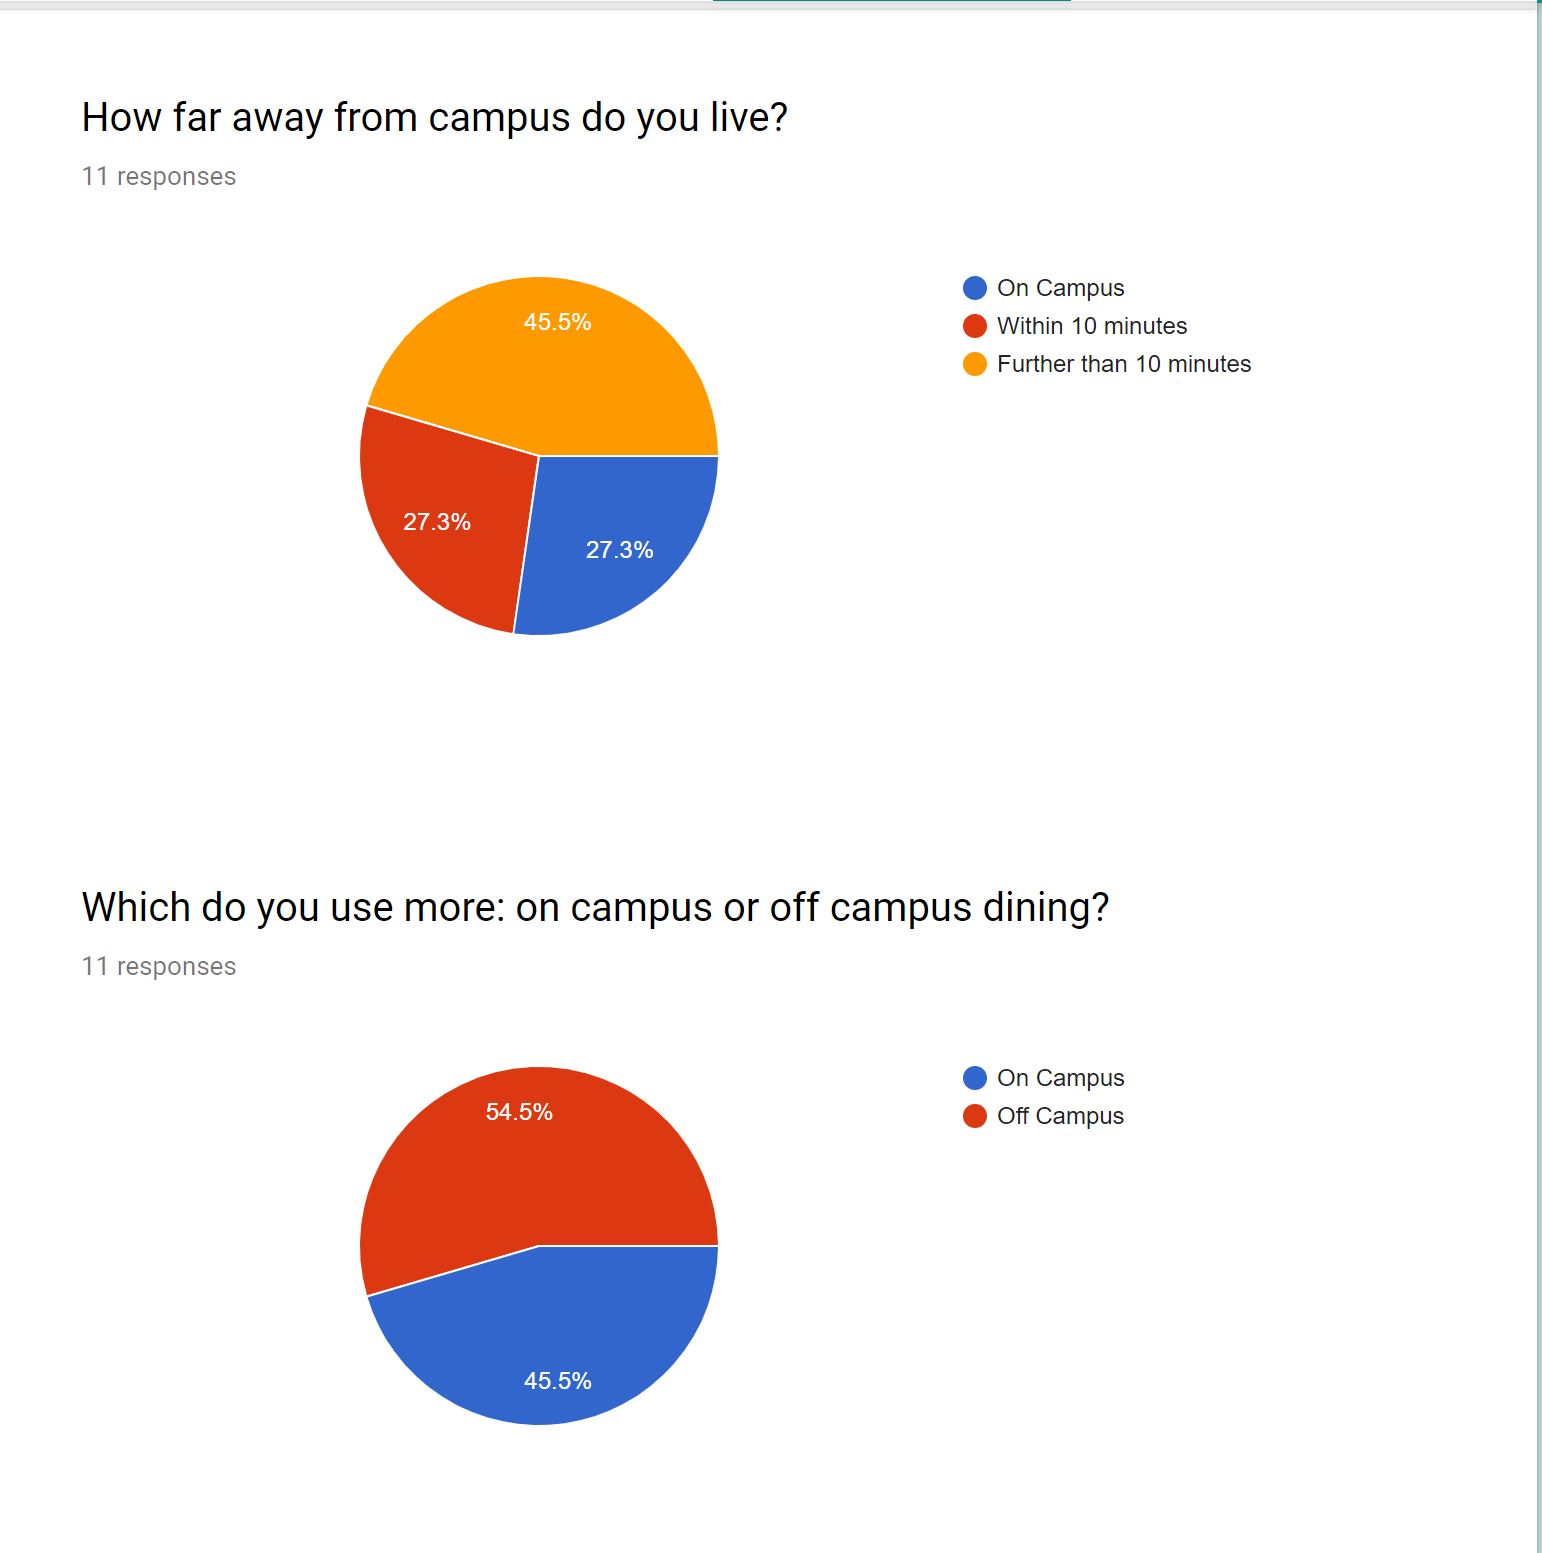 How far away from campus do you live?
11 responses
On Campus
Within 10 minutes
Further than 10 minutes
45.5%
27.3%
27.3%
Which do you use more: on campus or off campus dining?
11 responses
On Campus
Off Campus
54.5%
45.5%